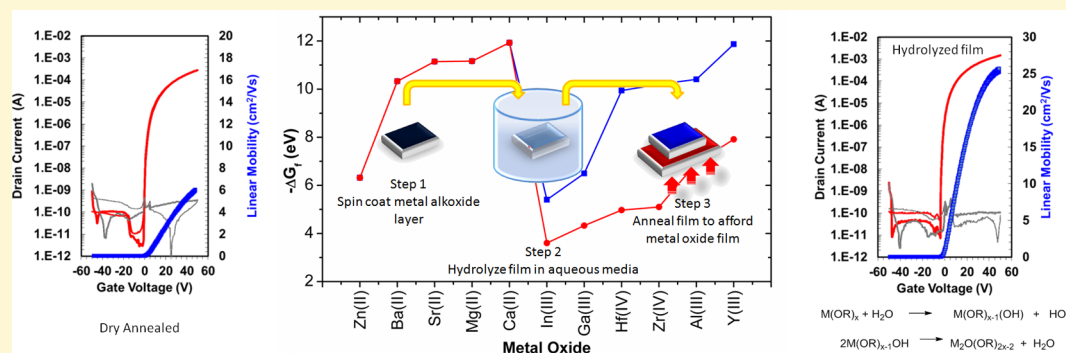 1.E-02
1.E-03
1.E-04
1.E-05
1.E-06
1.E-07
1.E-08
1.E-09
1.E-10
1.E-11
1.E-12
Drain Current (A)
20
18
16
14
12
10
8
6
4
2
0
Linear Mobility (cm²/Vs)
-60 -40 -20 0 20 40 60
Gate Voltage (V)
Dry Annealed
12
10
8
6
4
2
-ΔG_f (eV)
Step 1
Spin coat metal alkoxide
layer
Step 2
Hydrolyze film in aqueous media
Step 3
Anneal film to afford
metal oxide film
Zn(II)
Ba(II)
Sr(II)
Mg(II)
Ca(II)
In(III)
Ga(III)
Hf(IV)
Zr(IV)
Al(III)
Y(III)
Metal Oxide
Hydrolyzed film
1.E-02
1.E-03
1.E-04
1.E-05
1.E-06
1.E-07
1.E-08
1.E-09
1.E-10
1.E-11
1.E-12
Drain Current (A)
30
25
20
15
10
5
0
Linear Mobility (cm²/Vs)
-60 -40 -20 0 20 40 60
Gate Voltage (V)
M(OR)ₓ + H₂O → M(OR)ₓ₋₁(OH) + HO
2M(OR)ₓ₋₁OH → M₂O(OR)₂ₓ₋₂ + H₂O